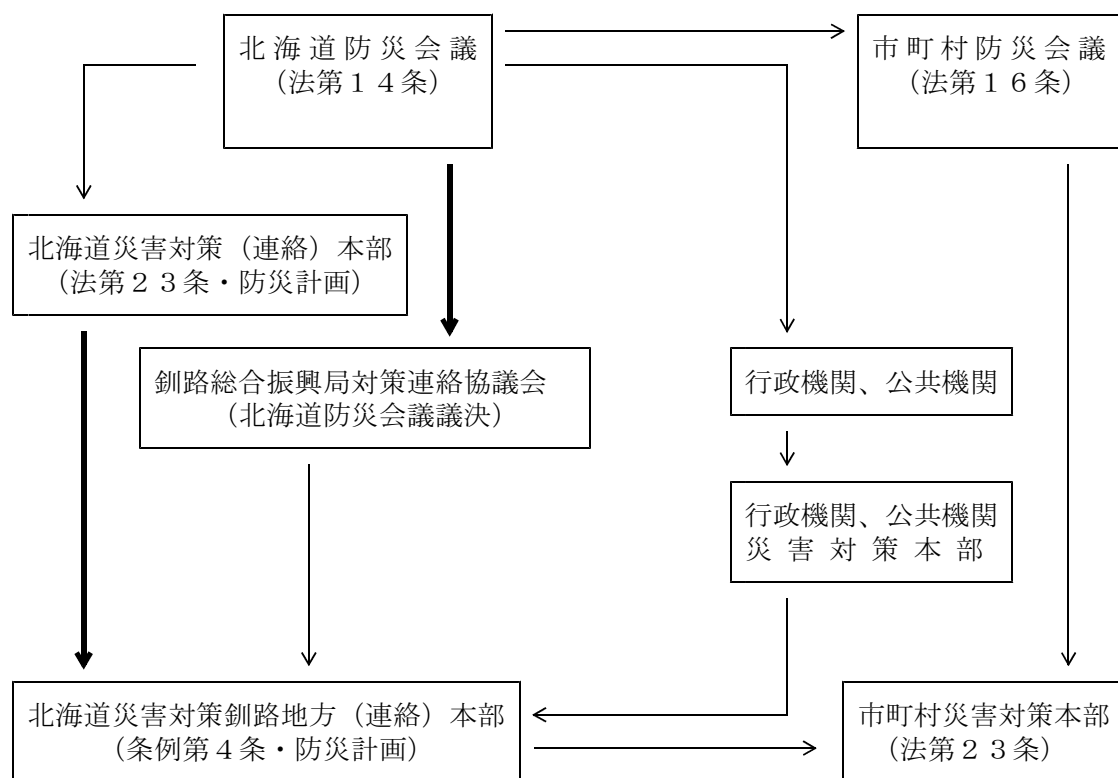 北海道防災会議
（法第１４条）
市町村防災会議
（法第１６条）
北海道災害対策（連絡）本部
（法第２３条・防災計画）
釧路総合振興局対策連絡協議会
（北海道防災会議議決）
行政機関、公共機関
行政機関、公共機関
災害対策本部
北海道災害対策釧路地方（連絡）本部
（条例第４条・防災計画）
市町村災害対策本部
（法第２３条）